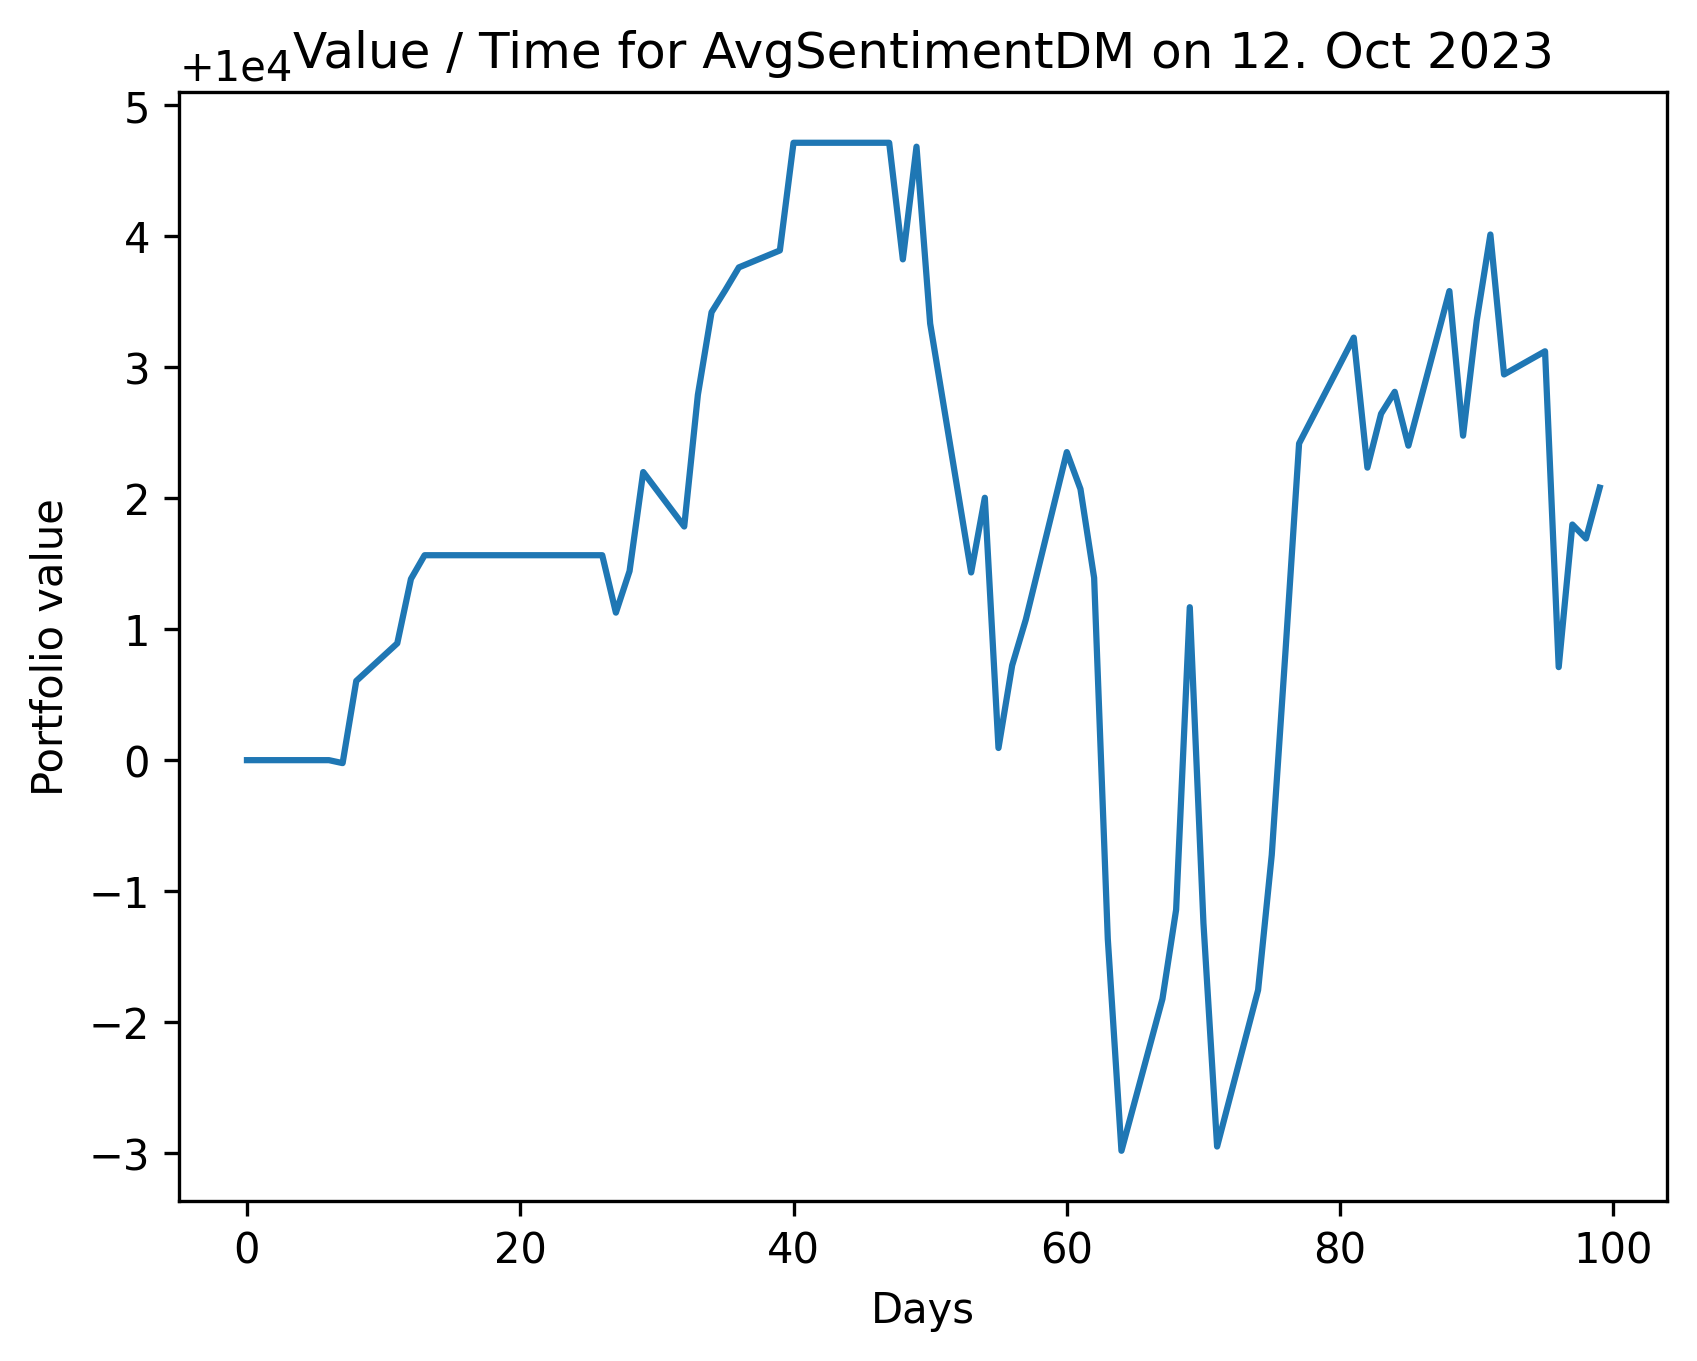 Value / Time for AvgSentimentDM on 12. Oct 2023
+1e4
5
4
3
2
1
0
−1
−2
−3
Portfolio value
0 20 40 60 80 100
Days